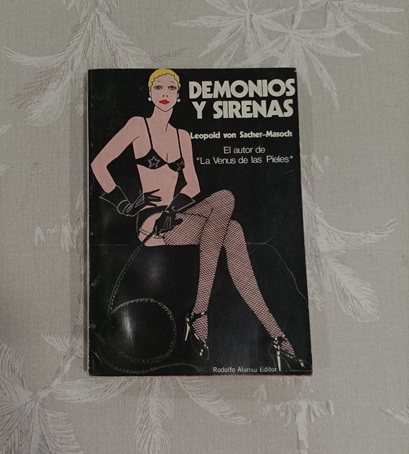 DEMONIOS
Y SIRENAS
Leopold von Sacher-Masoch
El autor de
"La Venus de las Pieles"
Rodolfo Alonso Editor